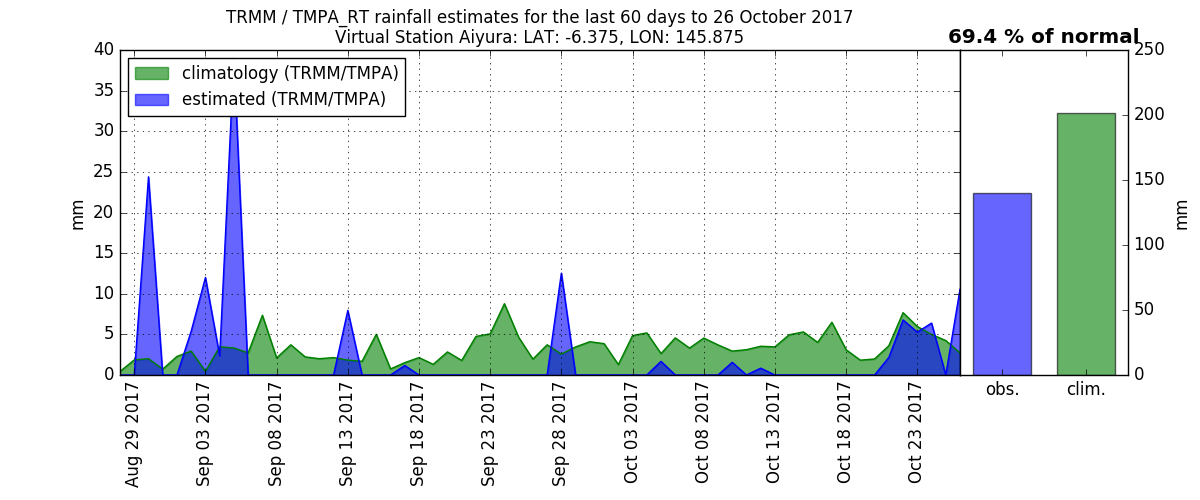 TRMM / TMPA_RT rainfall estimates for the last 60 days to 26 October 2017
Virtual Station Aiyura: LAT: -6.375, LON: 145.875
69.4 % of normal
climatology (TRMM/TMPA)
estimated (TRMM/TMPA)
mm
40
35
30
25
20
15
10
5
0
Aug 29 2017
Sep 03 2017
Sep 08 2017
Sep 13 2017
Sep 18 2017
Sep 23 2017
Sep 28 2017
Oct 03 2017
Oct 08 2017
Oct 13 2017
Oct 18 2017
Oct 23 2017
obs.
clim.
250
200
150
100
50
0
mm